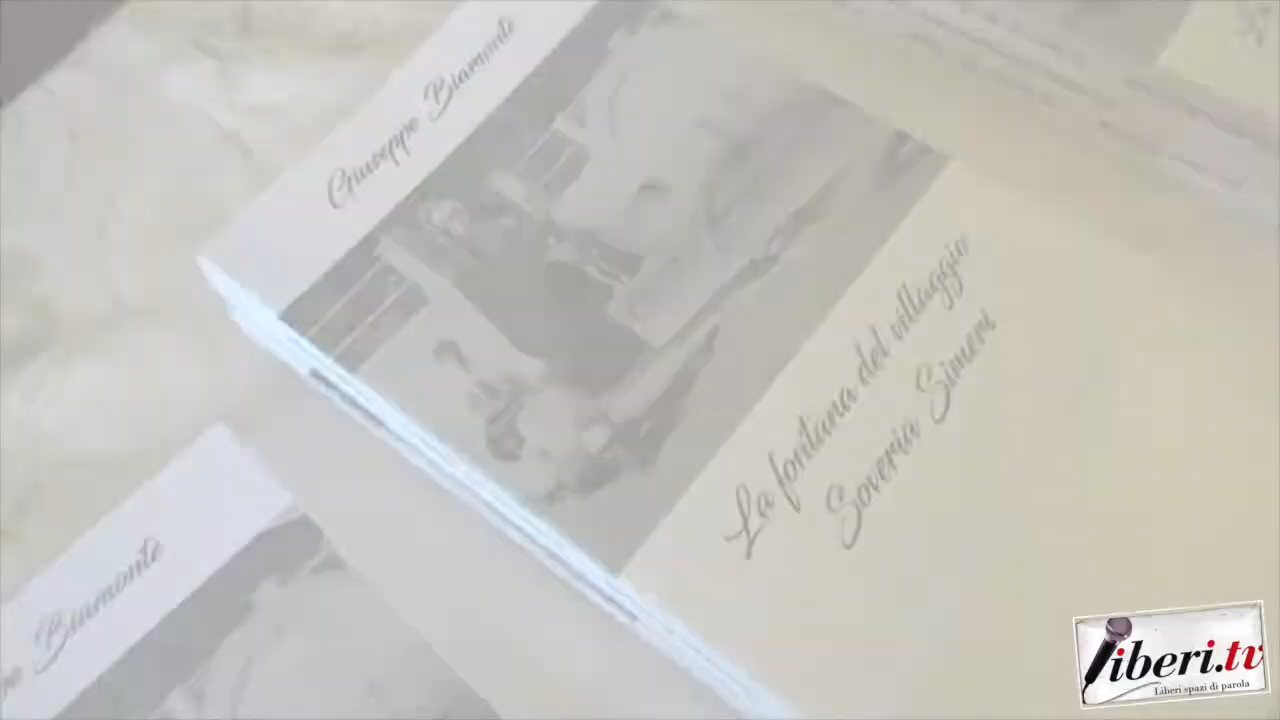 Giuseppe Biamonte
La fontana del villaggio
Soveria Simeri
Biamonte
liberi.tv
Liberi spazi di parola